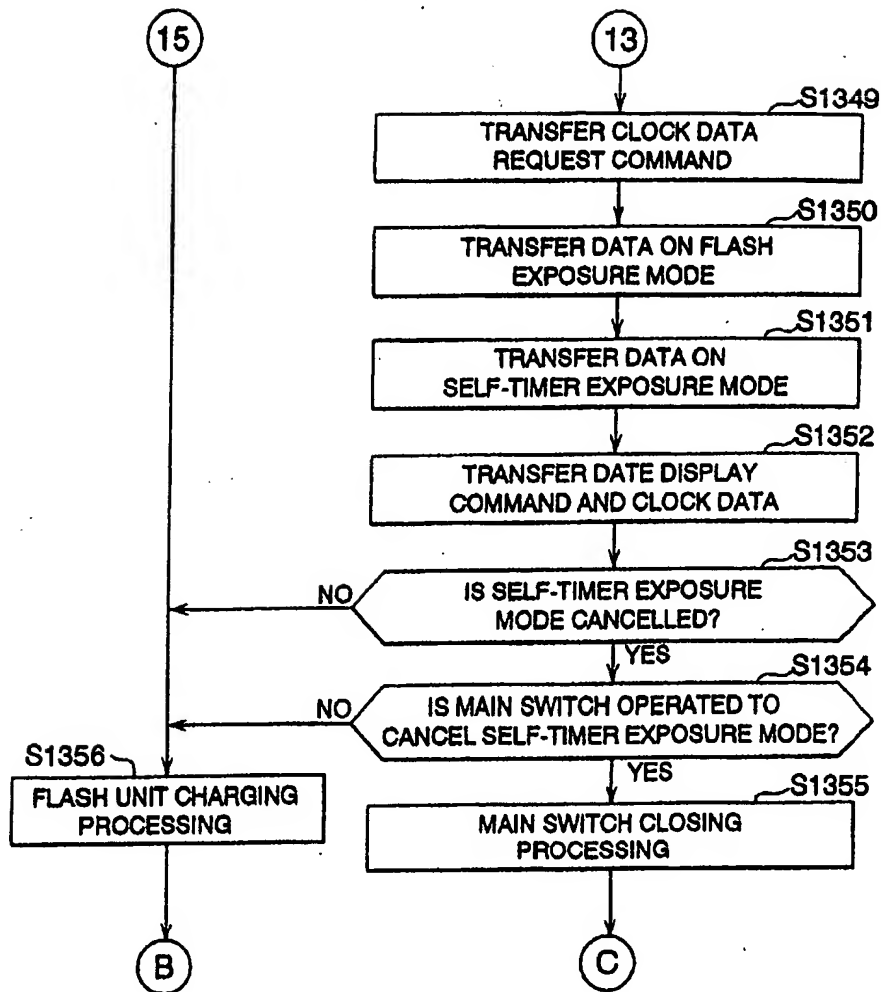 15
13
S1349
TRANSFER CLOCK DATA
REQUEST COMMAND
S1350
TRANSFER DATA ON FLASH
EXPOSURE MODE
S1351
TRANSFER DATA ON
SELF-TIMER EXPOSURE MODE
S1352
TRANSFER DATE DISPLAY
COMMAND AND CLOCK DATA
S1353
NO
IS SELF-TIMER EXPOSURE
MODE CANCELLED?
YES
S1354
NO
IS MAIN SWITCH OPERATED TO
CANCEL SELF-TIMER EXPOSURE MODE?
S1356
YES
S1355
FLASH UNIT CHARGING
PROCESSING
MAIN SWITCH CLOSING
PROCESSING
B
C